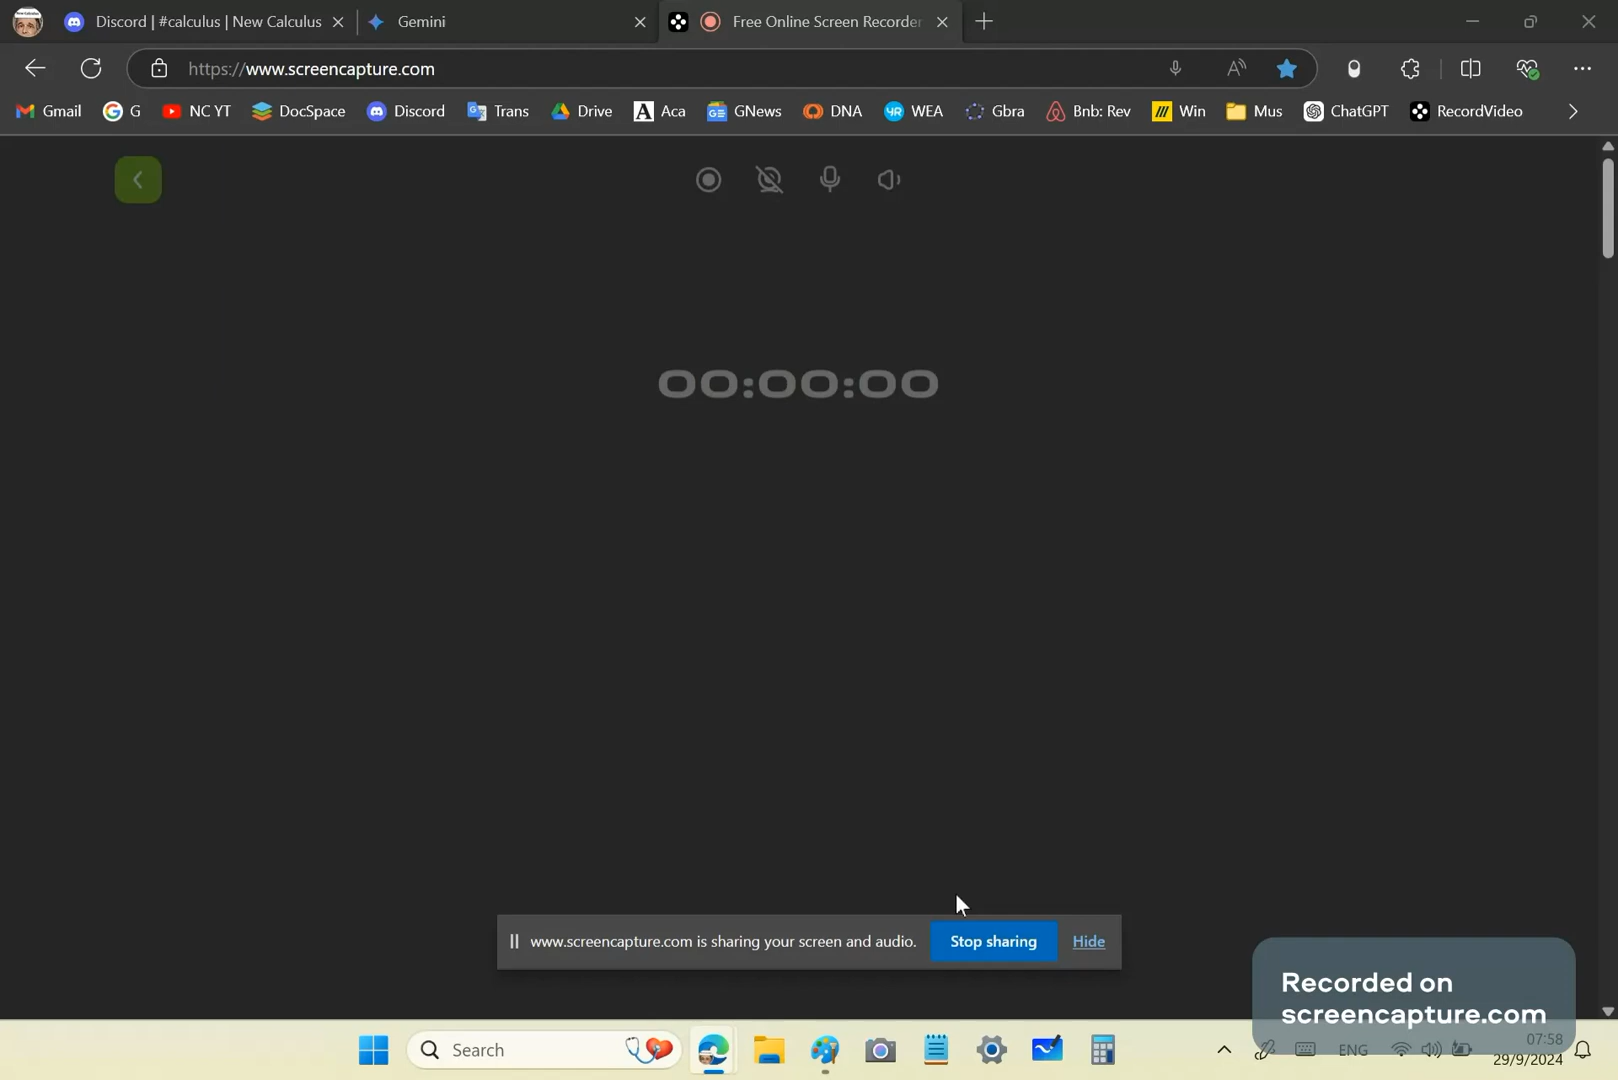 Discord | #calculus | New Calculus
Gemini
Free Online Screen Recorder
https://www.screencapture.com
Gmail
G
NC YT
DocSpace
Discord
Trans
Drive
Aca
GNews
DNA
WEA
Gbra
Bnb: Rev
Win
Mus
ChatGPT
RecordVideo
00:00:00
www.screencapture.com is sharing your screen and audio.
Stop sharing
Hide
Recorded on
screencapture.com
Search
ENG
07:58
29/9/2024